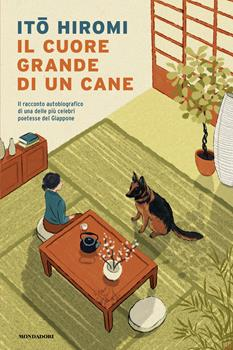 ITŌ HIROMI
IL CUORE
GRANDE
DI UN CANE
Il racconto autobiografico
di una delle più celebri
poetesse del Giappone
MONDADORI